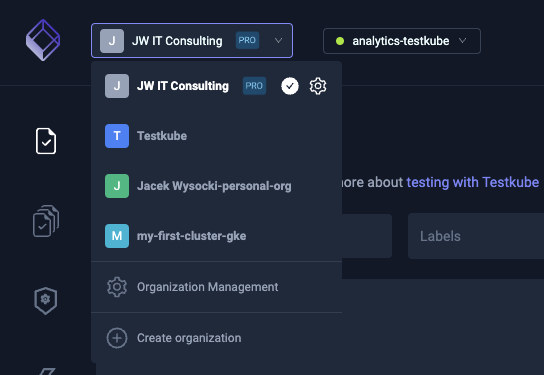 J JW IT Consulting PRO
analytics-testkube
J JW IT Consulting PRO
T Testkube
J Jacek Wysocki-personal-org
M my-first-cluster-gke
Organization Management
Create organization
more about testing with Testkube
Labels